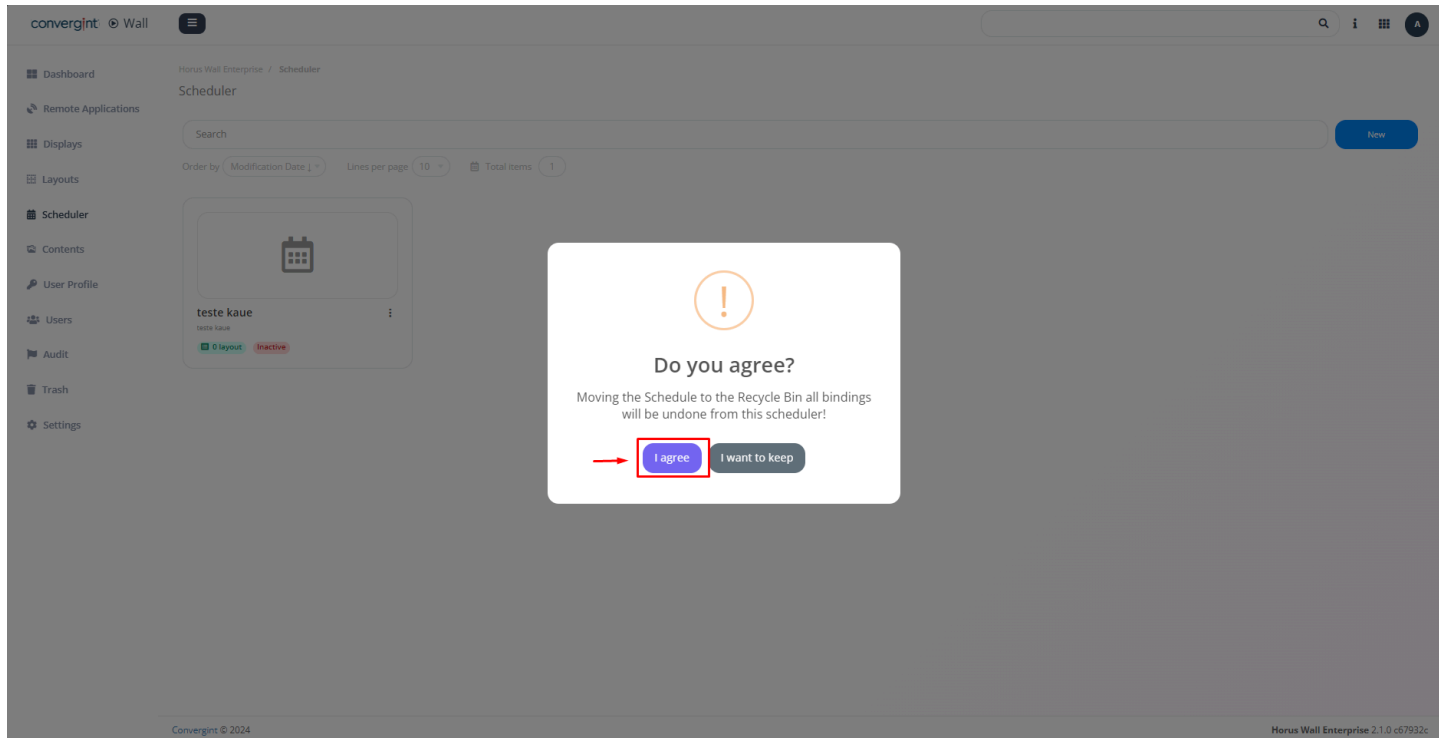 convergint Wall
A
Dashboard
Remote Applications
Displays
Layouts
Scheduler
Contents
User Profile
Users
Audit
Trash
Settings
Horus Wall Enterprise / Scheduler
Scheduler
Search
New
Order by Modification Date ↓ Lines per page 10 Total items 1
teste kaue
teste kaue
0 layout Inactive
!
Do you agree?
Moving the Schedule to the Recycle Bin all bindings
will be undone from this scheduler!
I agree I want to keep
Convergint © 2024
Horus Wall Enterprise 2.1.0 c67932c